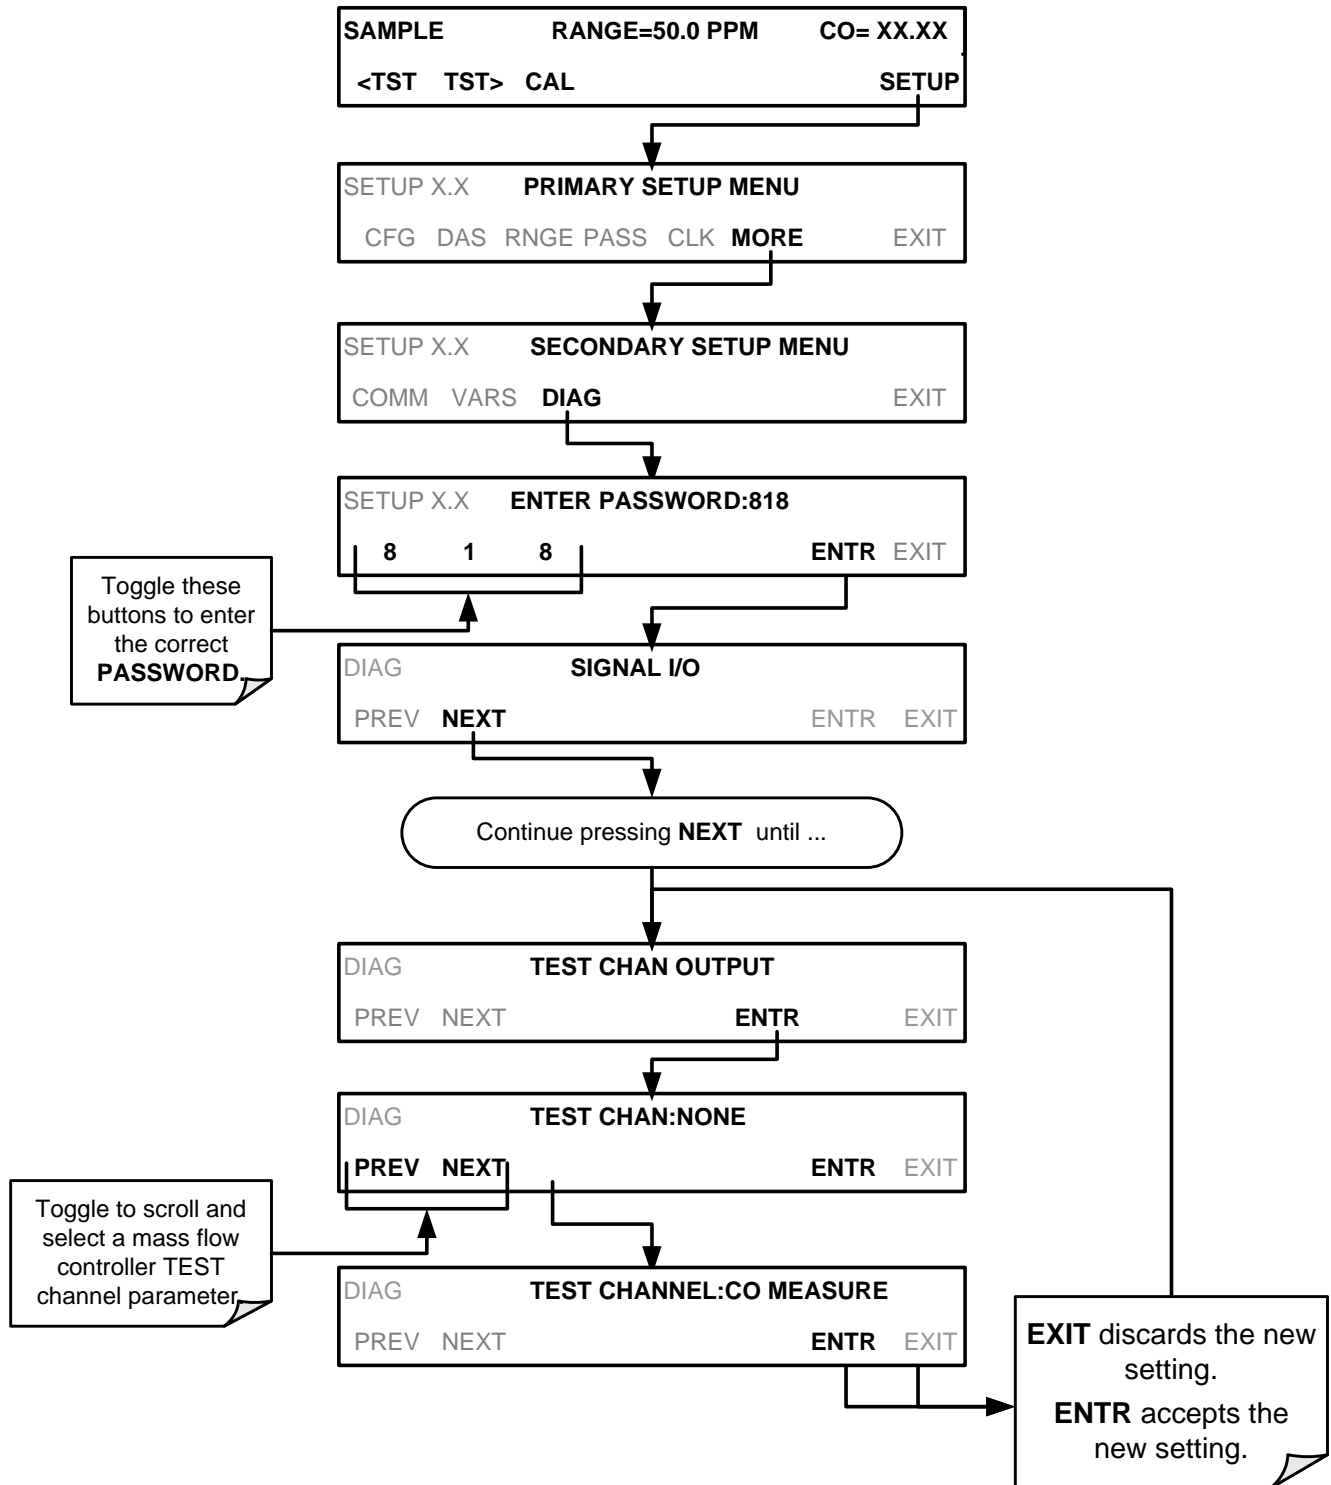 SAMPLE RANGE=50.0 PPM CO= XX.XX
<TST TST> CAL SETUP
SETUP X.X PRIMARY SETUP MENU
CFG DAS RNGE PASS CLK MORE EXIT
SETUP X.X SECONDARY SETUP MENU
COMM VARS DIAG EXIT
SETUP X.X ENTER PASSWORD:818
8 1 8 ENTR EXIT
Toggle these
buttons to enter
the correct
PASSWORD.
DIAG SIGNAL I/O
PREV NEXT ENTR EXIT
Continue pressing NEXT until ...
DIAG TEST CHAN OUTPUT
PREV NEXT ENTR EXIT
DIAG TEST CHAN:NONE
PREV NEXT ENTR EXIT
Toggle to scroll and
select a mass flow
controller TEST
channel parameter.
DIAG TEST CHANNEL:CO MEASURE
PREV NEXT ENTR EXIT
EXIT discards the new
setting.
ENTR accepts the
new setting.